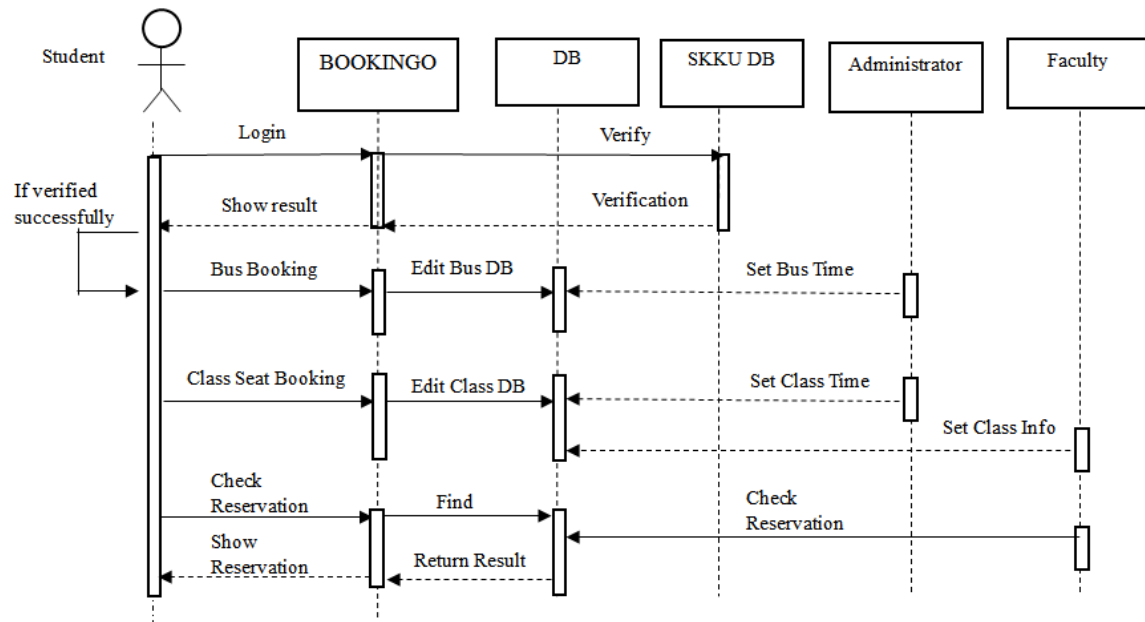 Student
BOOKINGO
DB
SKKU DB
Administrator
Faculty
Login
Verify
If verified
successfully
Show result
Verification
Bus Booking
Edit Bus DB
Set Bus Time
Class Seat Booking
Edit Class DB
Set Class Time
Set Class Info
Check
Reservation
Find
Check
Reservation
Show
Reservation
Return Result